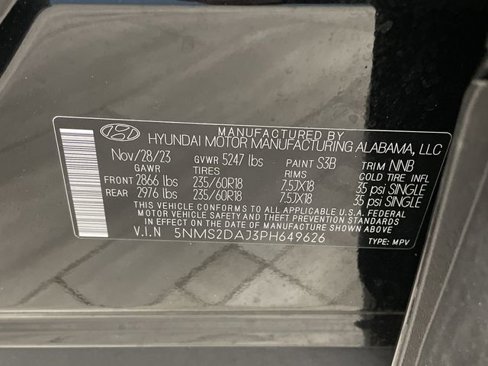 MANUFACTURED BY
HYUNDAI MOTOR MANUFACTURING ALABAMA, LLC
Nov/28/23 GVWR 5247 lbs PAINT S3B TRIM NNB
GAWR TIRES RIMS COLD TIRE INFL
FRONT 2866 lbs 235/60R18 7.5JX18 35 psi SINGLE
REAR 2976 lbs 235/60R18 7.5JX18 35 psi SINGLE
THIS VEHICLE CONFORMS TO ALL APPLICABLE U.S.A. FEDERAL
MOTOR VEHICLE SAFETY AND THEFT PREVENTION STANDARDS
IN EFFECT ON THE DATE OF MANUFACTURE SHOWN ABOVE
V.I.N 5NMS2DAJ3PH649626 TYPE: MPV